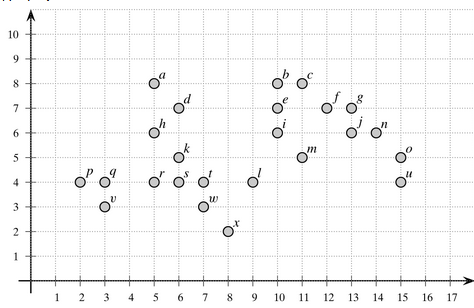 10
9
8 a b c
7 d e f g
6 h i j n
5 k m o
4 p q r s t l u
3 v w
2 x
1
1 2 3 4 5 6 7 8 9 10 11 12 13 14 15 16 17